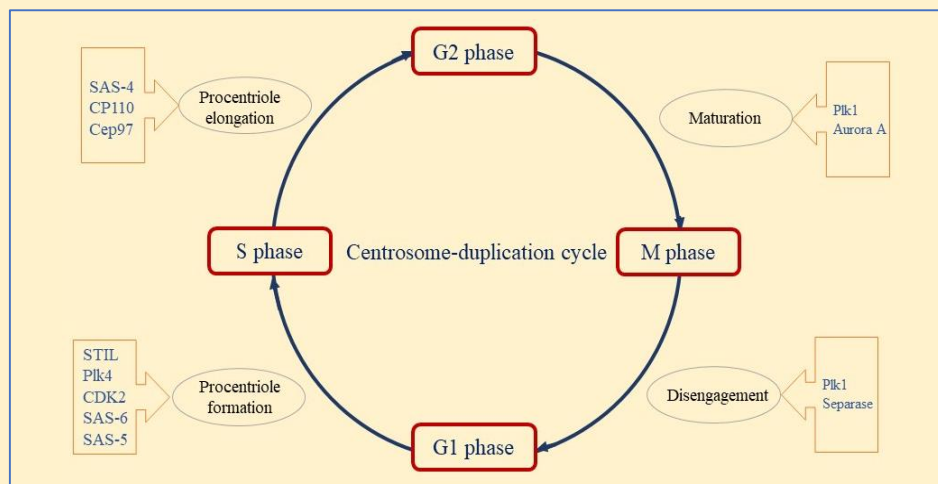 G2 phase
SAS-4
CP110
Cep97
Procentriole
elongation
Maturation
Plk1
Aurora A
S phase
Centrosome-duplication cycle
M phase
STIL
Plk4
CDK2
SAS-6
SAS-5
Procentriole
formation
Disengagement
Plk1
Separase
G1 phase